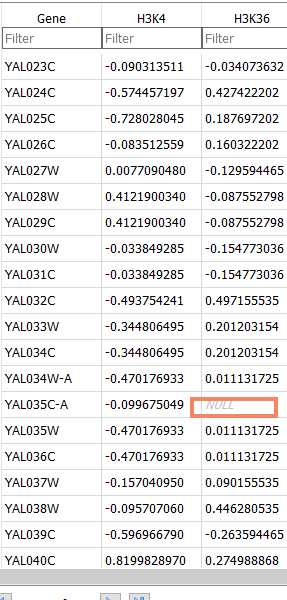 Gene H3K4 H3K36
Filter Filter Filter
YAL023C -0.090313511 -0.034073632
YAL024C -0.574457197 0.427422202
YAL025C -0.728028045 0.187697202
YAL026C -0.083512559 0.160322202
YAL027W 0.0077090480 -0.129594465
YAL028W 0.4121900340 -0.087552798
YAL029C 0.4121900340 -0.087552798
YAL030W -0.033849285 -0.154773036
YAL031C -0.033849285 -0.154773036
YAL032C -0.493754241 0.497155535
YAL033W -0.344806495 0.201203154
YAL034C -0.344806495 0.201203154
YAL034W-A -0.470176933 0.011131725
YAL035C-A -0.099675049 NULL
YAL035W -0.470176933 0.011131725
YAL036C -0.470176933 0.011131725
YAL037W -0.157040950 0.090155535
YAL038W -0.095707060 0.446280535
YAL039C -0.596966790 -0.263594465
YAL040C 0.8199828970 0.274988868